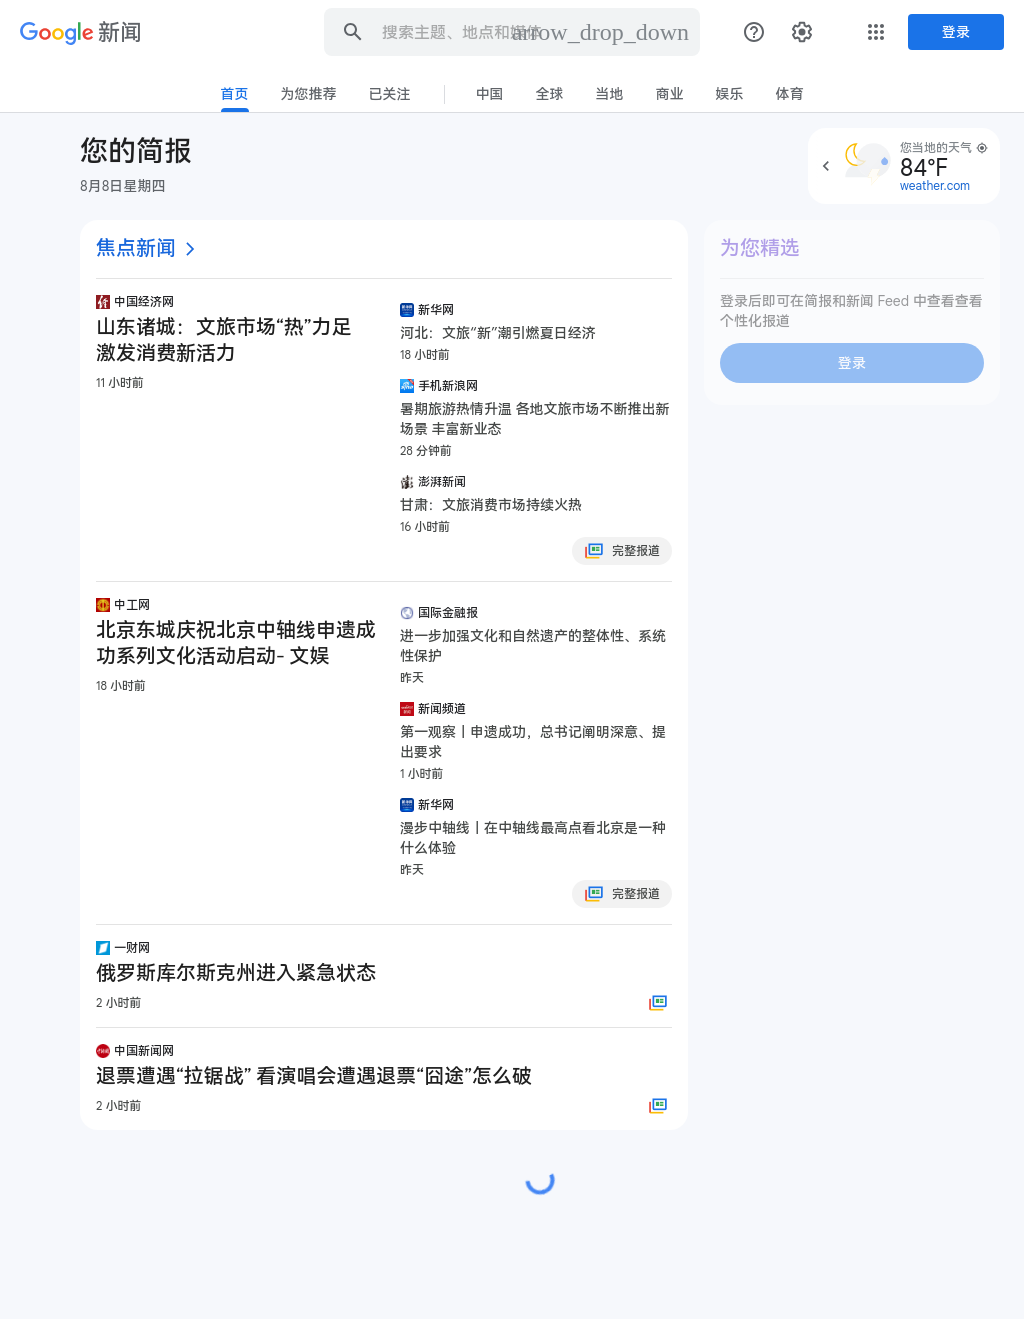 Google 新闻
搜索主题、地点和媒体
arrow_drop_down
登录
首页 为您推荐 已关注 中国 全球 当地 商业 娱乐 体育
您的简报
8月8日星期四
您当地的天气
84°F
weather.com
焦点新闻
中国经济网
山东诸城：文旅市场“热”力足
激发消费新活力
11 小时前
新华网
河北：文旅“新”潮引燃夏日经济
18 小时前
手机新浪网
暑期旅游热情升温 各地文旅市场不断推出新
场景 丰富新业态
28 分钟前
澎湃新闻
甘肃：文旅消费市场持续火热
16 小时前
完整报道
中工网
北京东城庆祝北京中轴线申遗成
功系列文化活动启动- 文娱
18 小时前
国际金融报
进一步加强文化和自然遗产的整体性、系统
性保护
昨天
新闻频道
第一观察丨申遗成功，总书记阐明深意、提
出要求
1 小时前
新华网
漫步中轴线丨在中轴线最高点看北京是一种
什么体验
昨天
完整报道
一财网
俄罗斯库尔斯克州进入紧急状态
2 小时前
中国新闻网
退票遭遇“拉锯战” 看演唱会遭遇退票“囧途”怎么破
2 小时前
为您精选
登录后即可在简报和新闻 Feed 中查看查看
个性化报道
登录